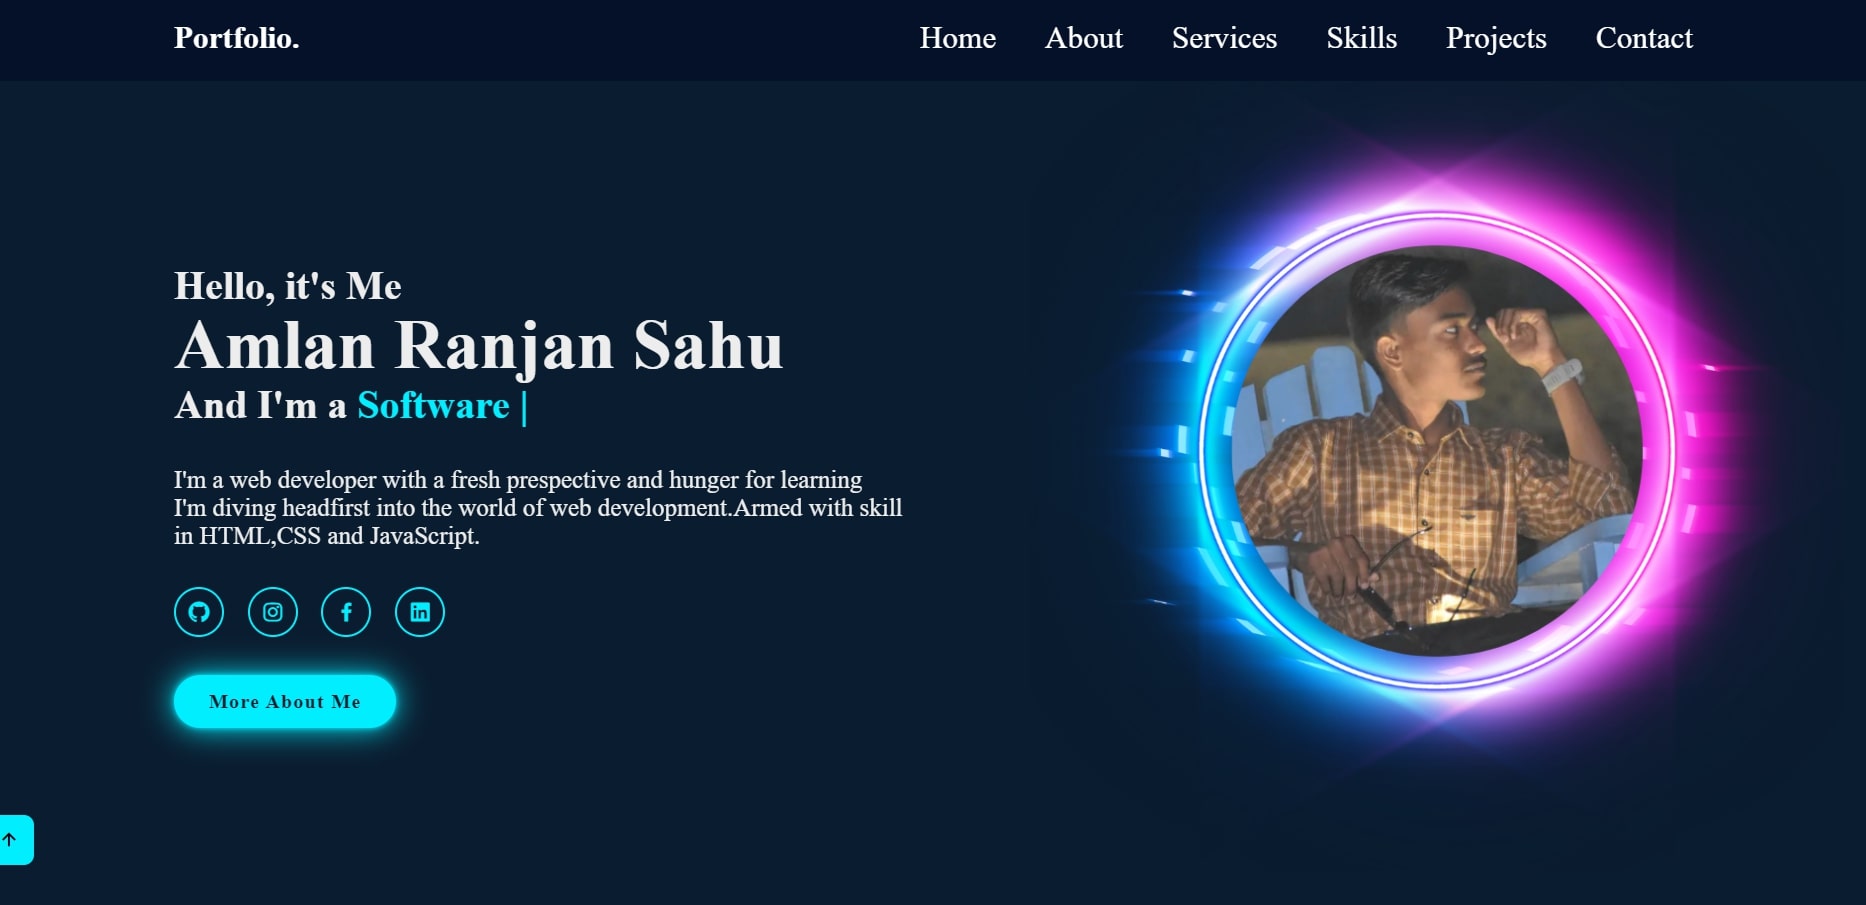 Portfolio.
Home About Services Skills Projects Contact
Hello, it's Me
Amlan Ranjan Sahu
And I'm a Software |
I'm a web developer with a fresh prespective and hunger for learning
I'm diving headfirst into the world of web development.Armed with skill
in HTML,CSS and JavaScript.
More About Me